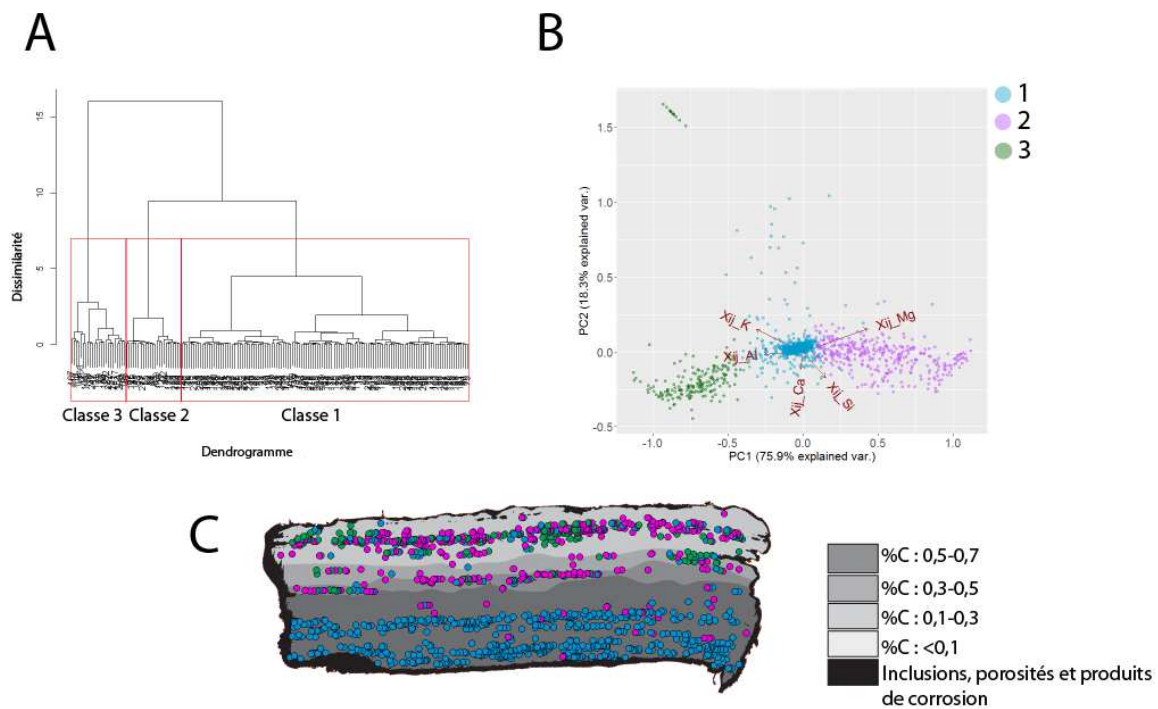 A
Dissimilarité
15
10
5
0
Classe 3
Classe 2
Classe 1
Dendrogramme
B
1
2
3
PC2 (18.3% explained var.)
1.5
1.0
0.5
0.0
-0.5
Xij_K
Xij_Mg
Xij_Al
Xij_Ca
Xij_Si
-1.0
-0.5
0.0
0.5
1.0
PC1 (75.9% explained var.)
C
%C : 0,5-0,7
%C : 0,3-0,5
%C : 0,1-0,3
%C : <0,1
Inclusions, porosités et produits
de corrosion